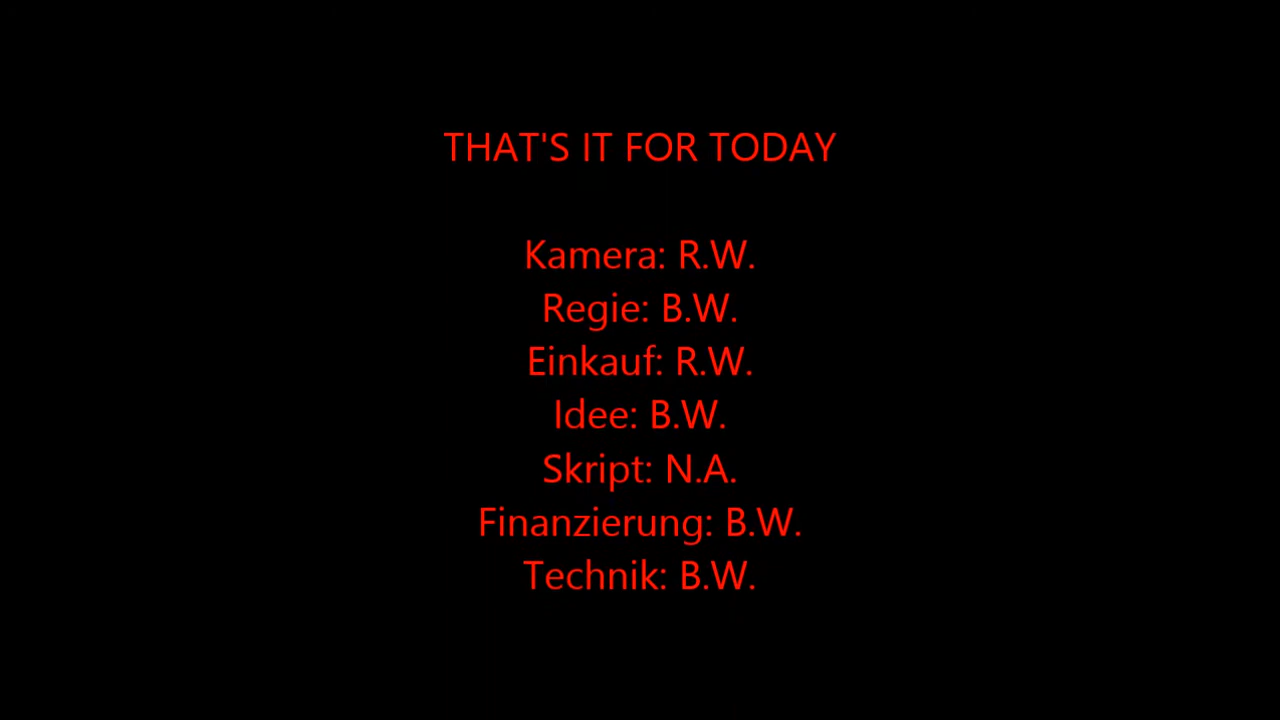 THAT'S IT FOR TODAY
Kamera: R.W.
Regie: B.W.
Einkauf: R.W.
Idee: B.W.
Skript: N.A.
Finanzierung: B.W.
Technik: B.W.